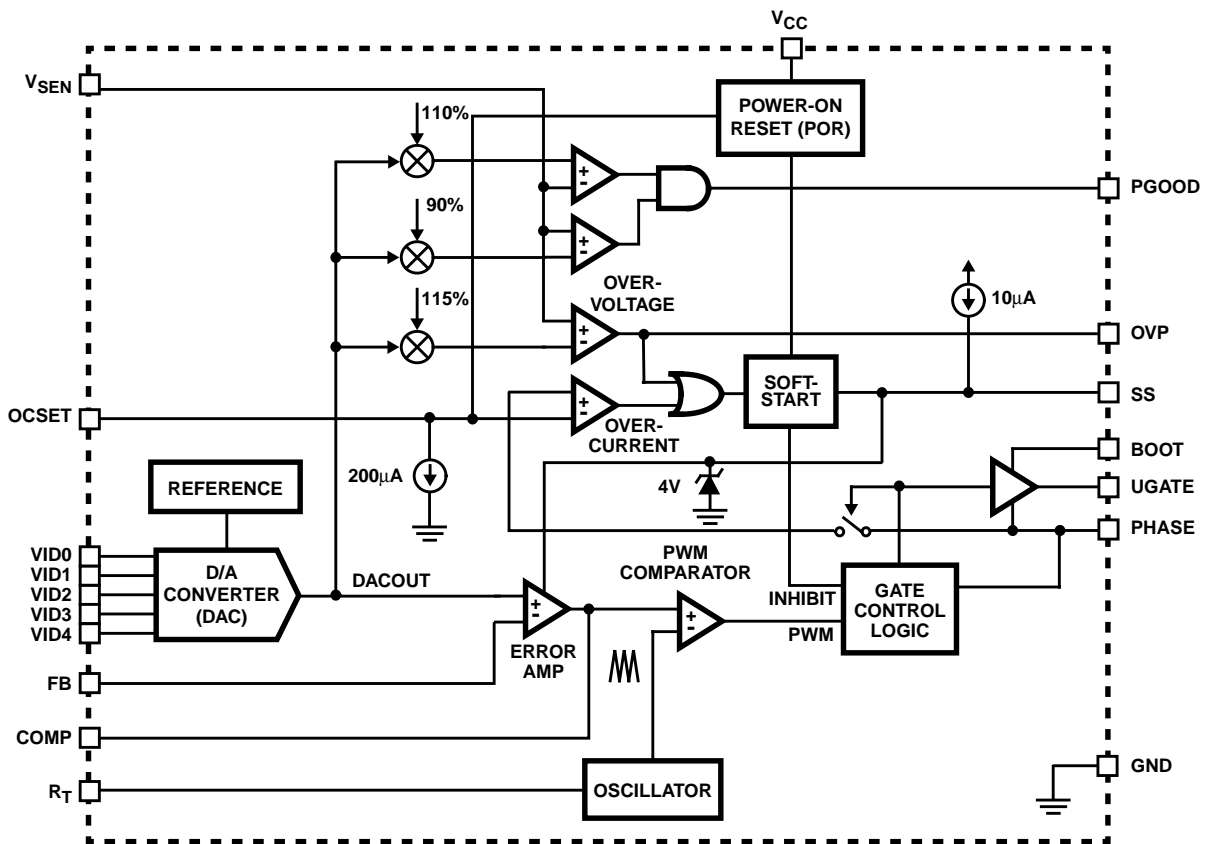 VCC
VSEN
110%
POWER-ON
RESET (POR)
+
-
PGOOD
90%
+
-
OVER-
VOLTAGE
10μA
115%
+
-
OVP
SOFT-
START
SS
OCSET
+
-
OVER-
CURRENT
BOOT
200μA
4V
UGATE
REFERENCE
PHASE
VID0
VID1
VID2
VID3
VID4
D/A
CONVERTER
(DAC)
DACOUT
PWM
COMPARATOR
+
-
ERROR
AMP
+
-
INHIBIT
PWM
GATE
CONTROL
LOGIC
FB
COMP
GND
RT
OSCILLATOR